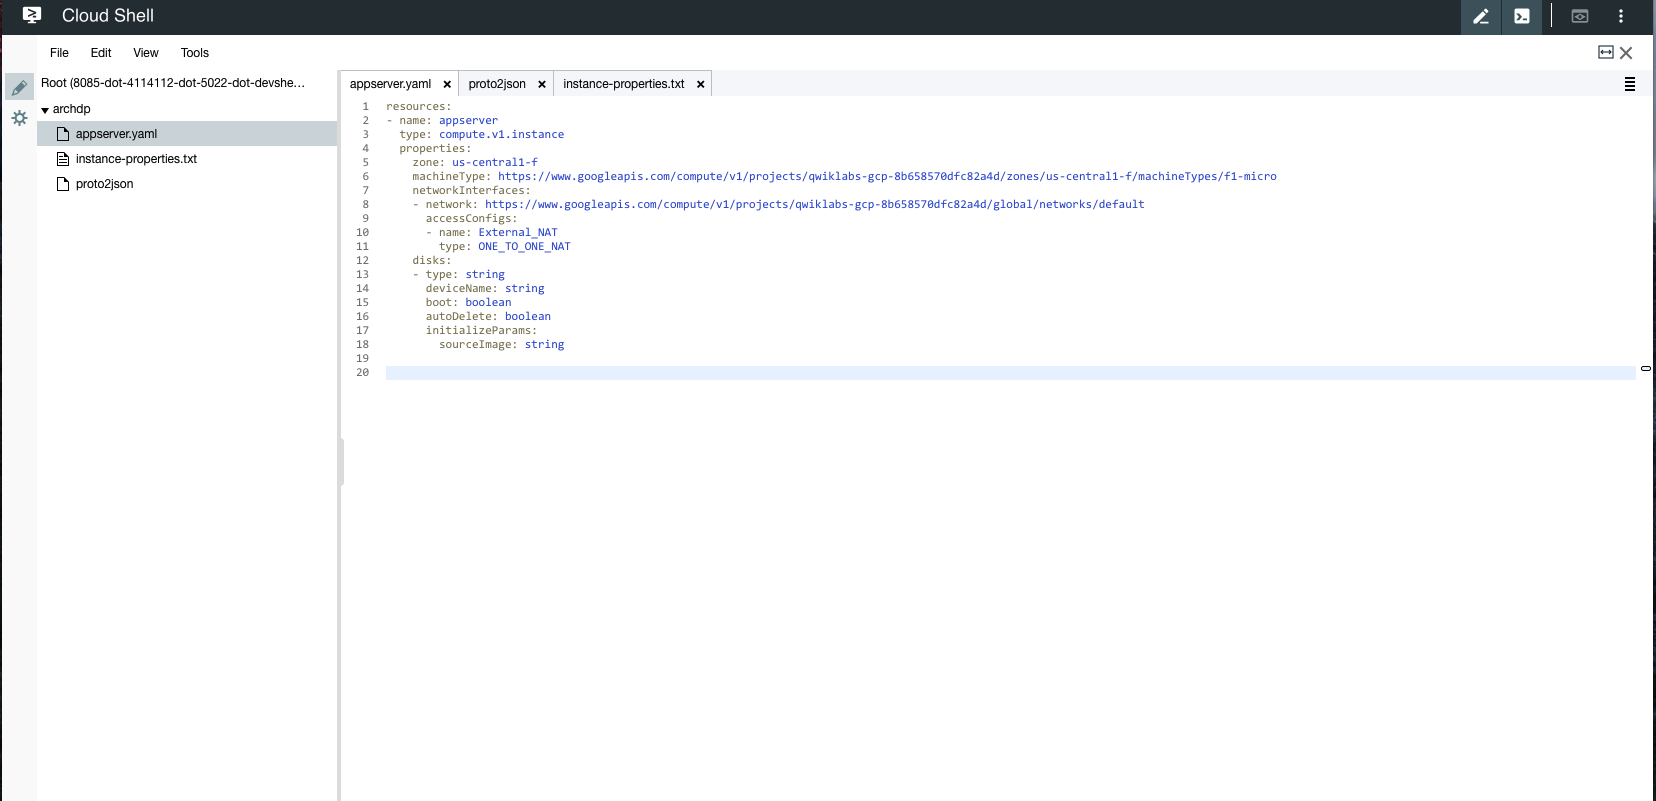 Cloud Shell
File Edit View Tools
Root (8085-dot-4114112-dot-5022-dot-devshe...
archdp
appserver.yaml
instance-properties.txt
proto2json
appserver.yaml × proto2json × instance-properties.txt ×
1 resources:
2 - name: appserver
3   type: compute.v1.instance
4   properties:
5     zone: us-central1-f
6     machineType: https://www.googleapis.com/compute/v1/projects/qwiklabs-gcp-8b658570dfc82a4d/zones/us-central1-f/machineTypes/f1-micro
7     networkInterfaces:
8     - network: https://www.googleapis.com/compute/v1/projects/qwiklabs-gcp-8b658570dfc82a4d/global/networks/default
9       accessConfigs:
10       - name: External_NAT
11         type: ONE_TO_ONE_NAT
12     disks:
13     - type: string
14       deviceName: string
15       boot: boolean
16       autoDelete: boolean
17       initializeParams:
18         sourceImage: string
19
20